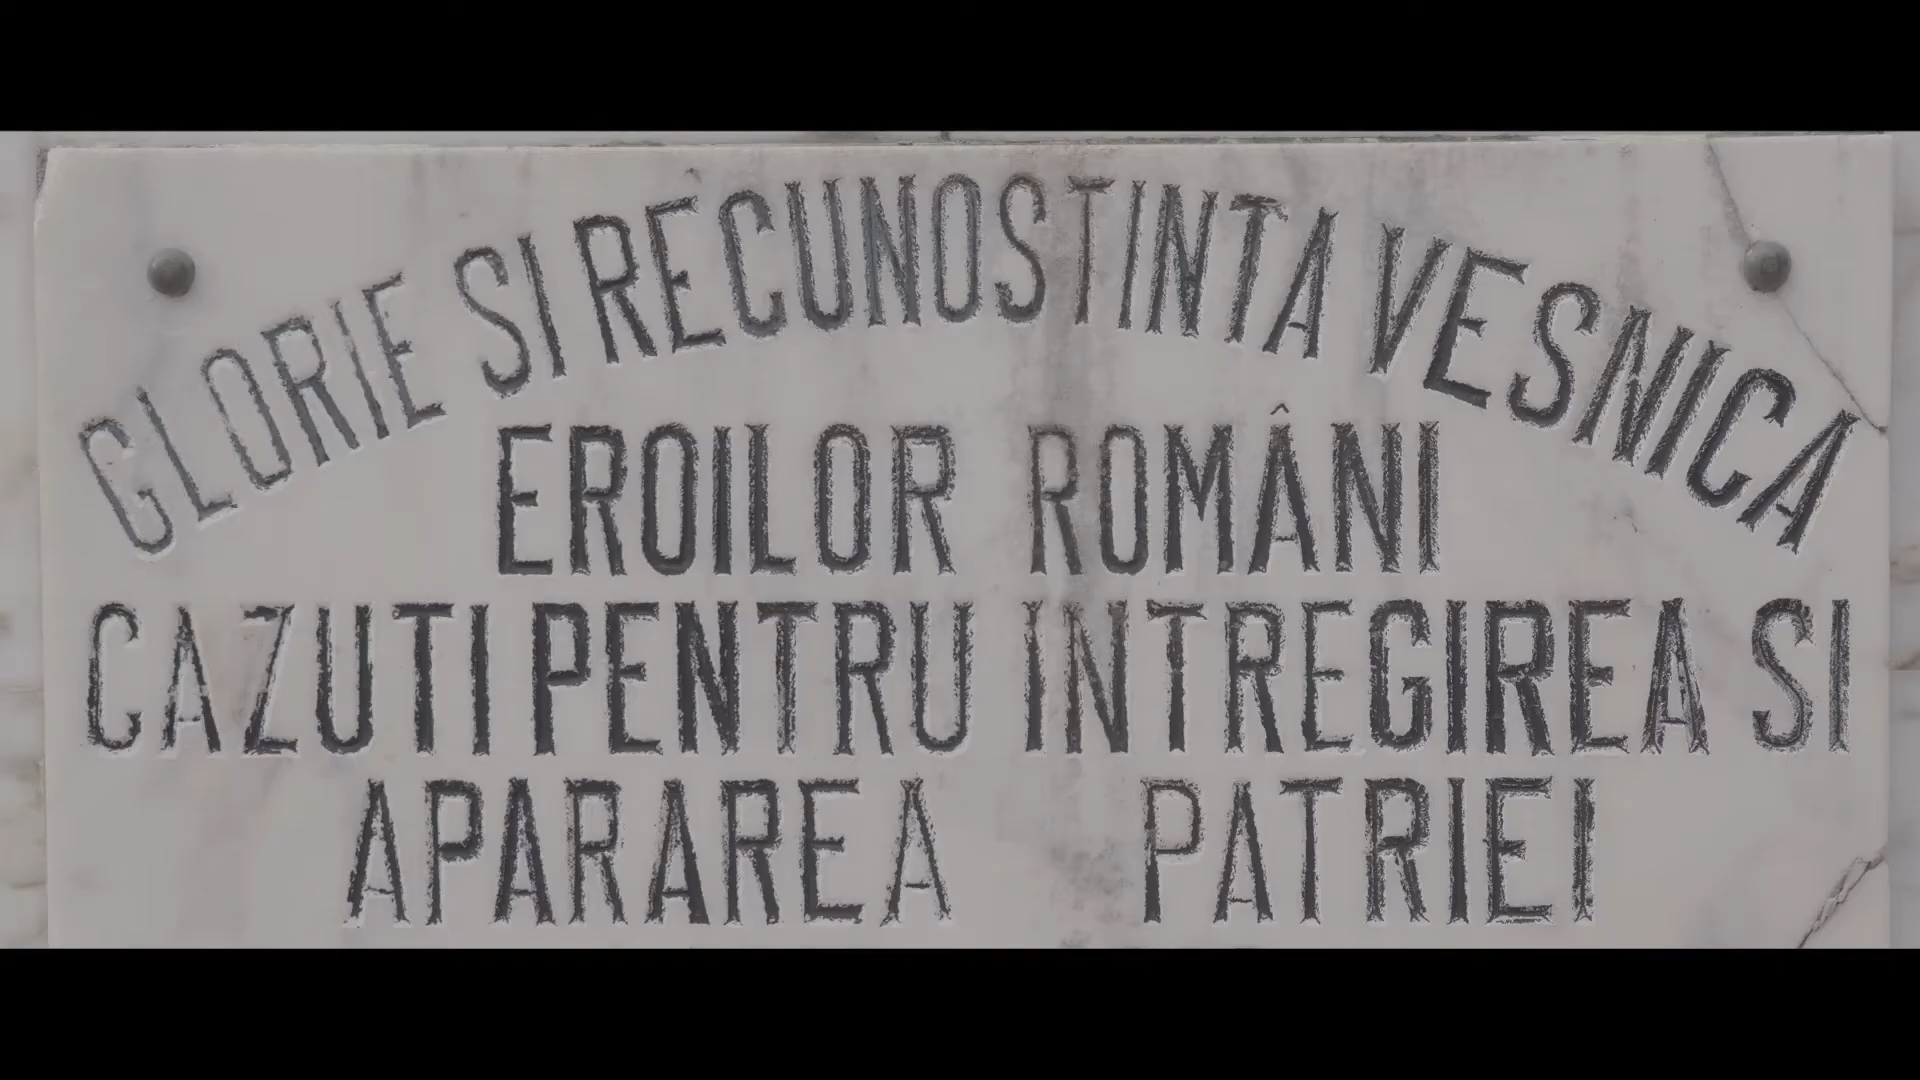 GLORIE SI RECUNOSTINTA VESNICA
EROILOR ROMÂNI
CAZUTI PENTRU INTREGIREA SI
APARAREA PATRIEI